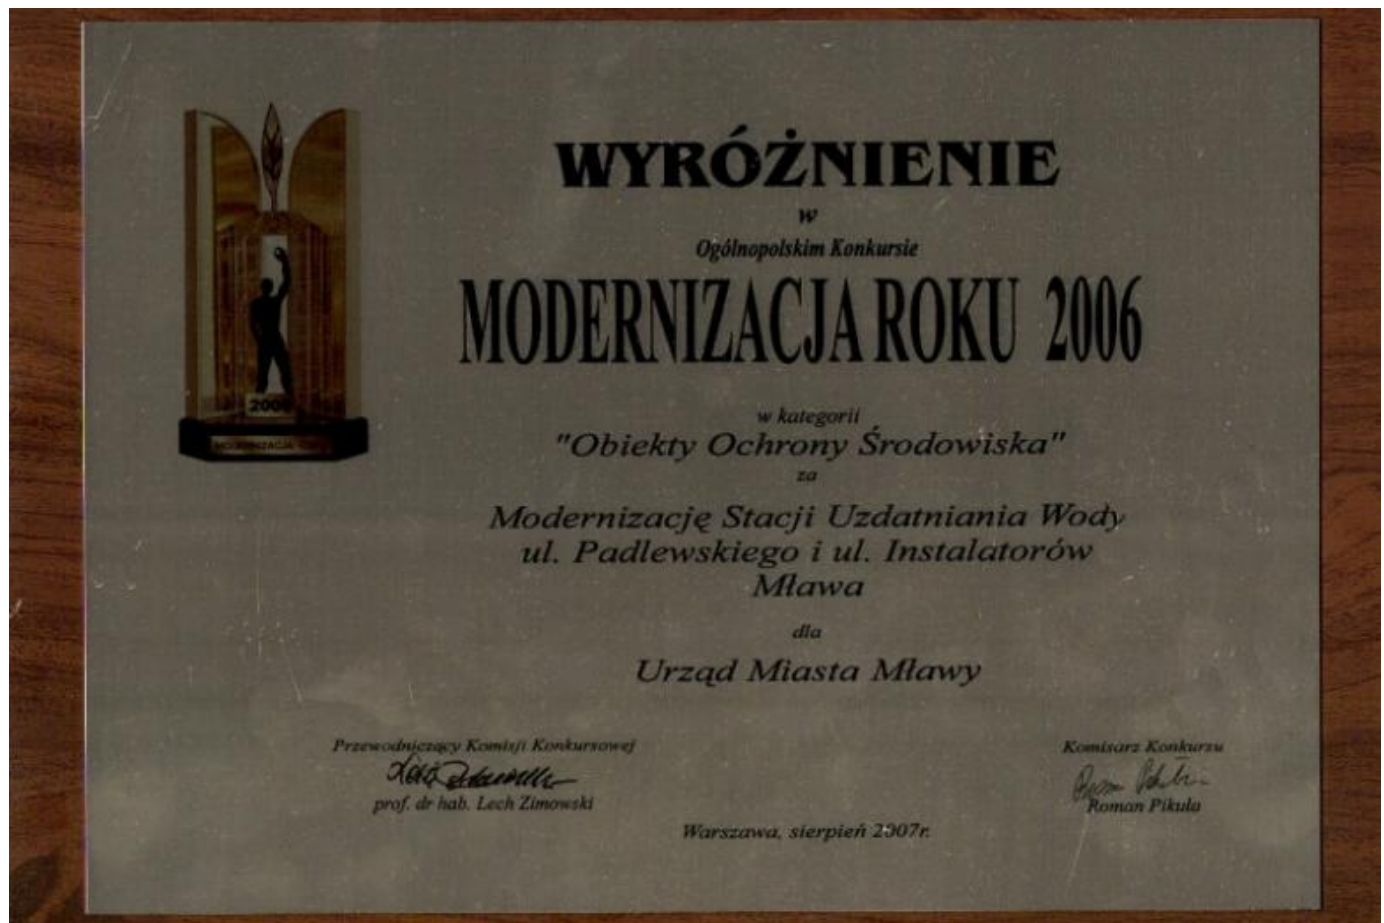 WYRÓŻNIENIE
w
Ogólnopolskim Konkursie
MODERNIZACJA ROKU 2006
w kategorii
"Obiekty Ochrony Środowiska"
za
Modernizację Stacji Uzdatniania Wody
ul. Padlewskiego i ul. Instalatorów
Mława
dla
Urząd Miasta Mławy
Przewodniczący Komisji Konkursowej
prof. dr hab. Lech Zimowski
Komisarz Konkursu
Roman Pikula
Warszawa, sierpień 2007r.
2006
MODERNIZACJA